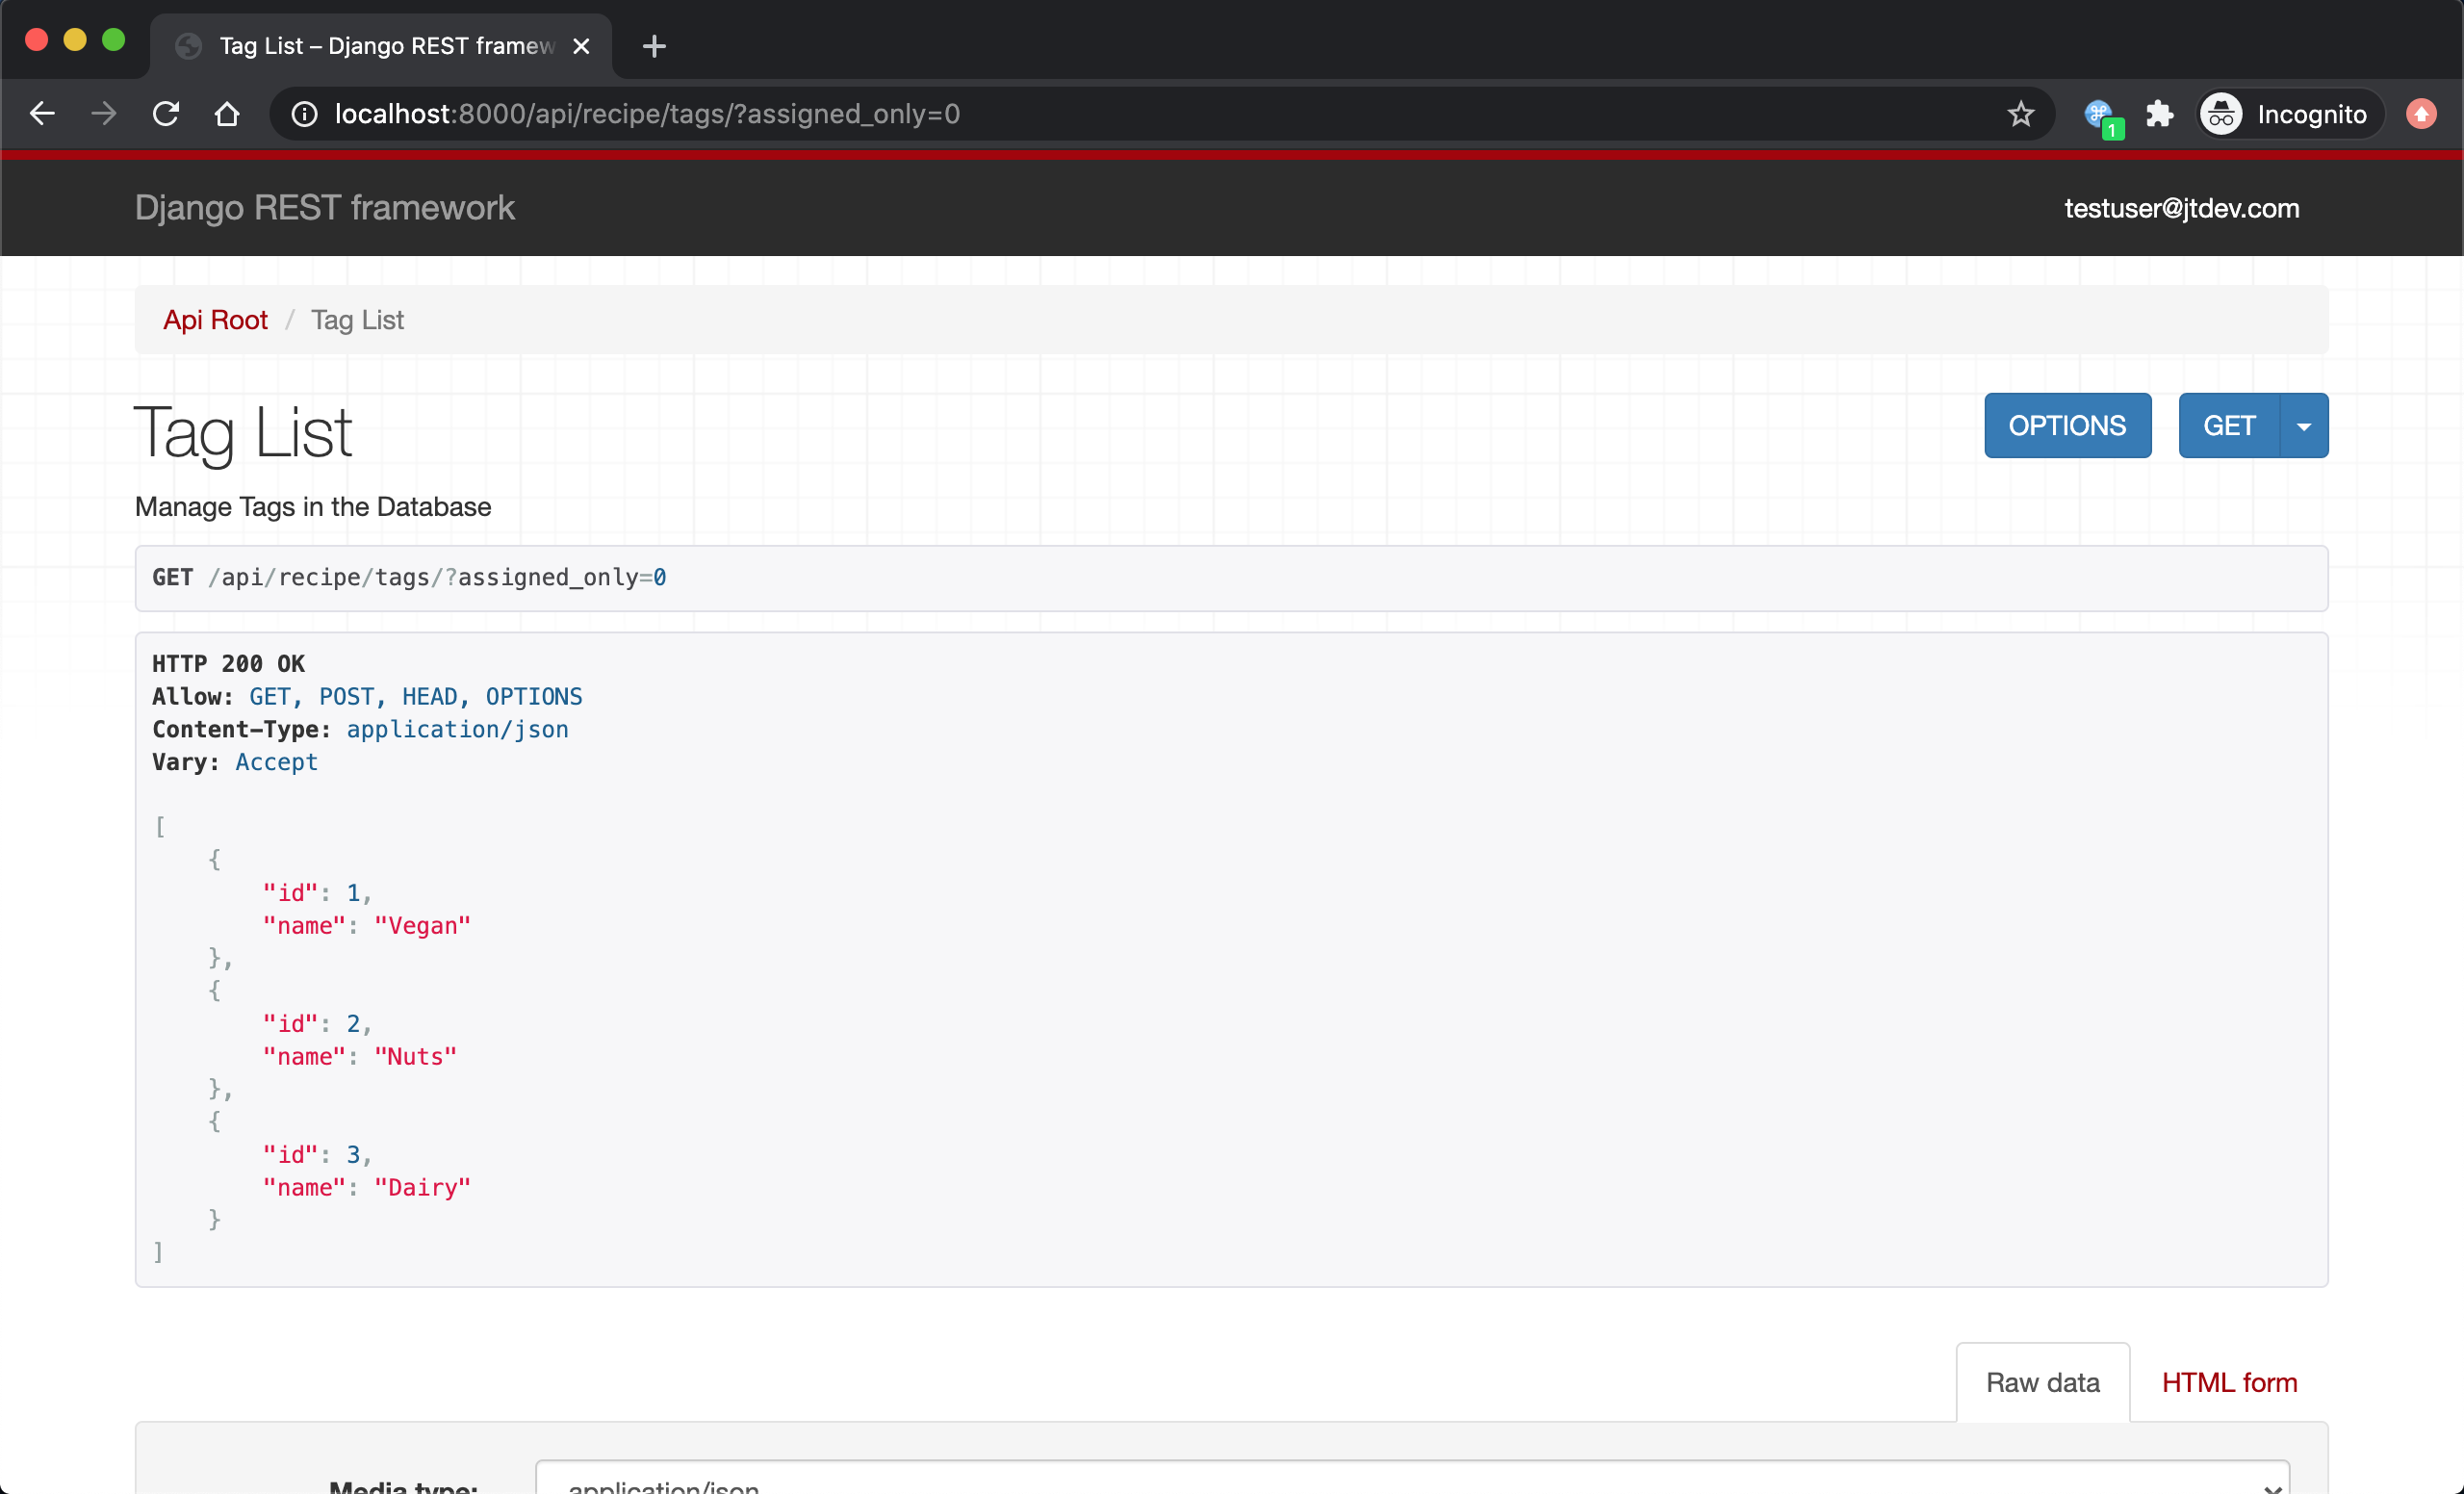 Tag List – Django REST framew
localhost:8000/api/recipe/tags/?assigned_only=0
1
Incognito
Django REST framework
testuser@jtdev.com
Api Root / Tag List
Tag List
OPTIONS
GET
Manage Tags in the Database
GET /api/recipe/tags/?assigned_only=0
HTTP 200 OK
Allow: GET, POST, HEAD, OPTIONS
Content-Type: application/json
Vary: Accept
[
{
"id": 1,
"name": "Vegan"
},
{
"id": 2,
"name": "Nuts"
},
{
"id": 3,
"name": "Dairy"
}
]
Raw data
HTML form
Media type:
application/json